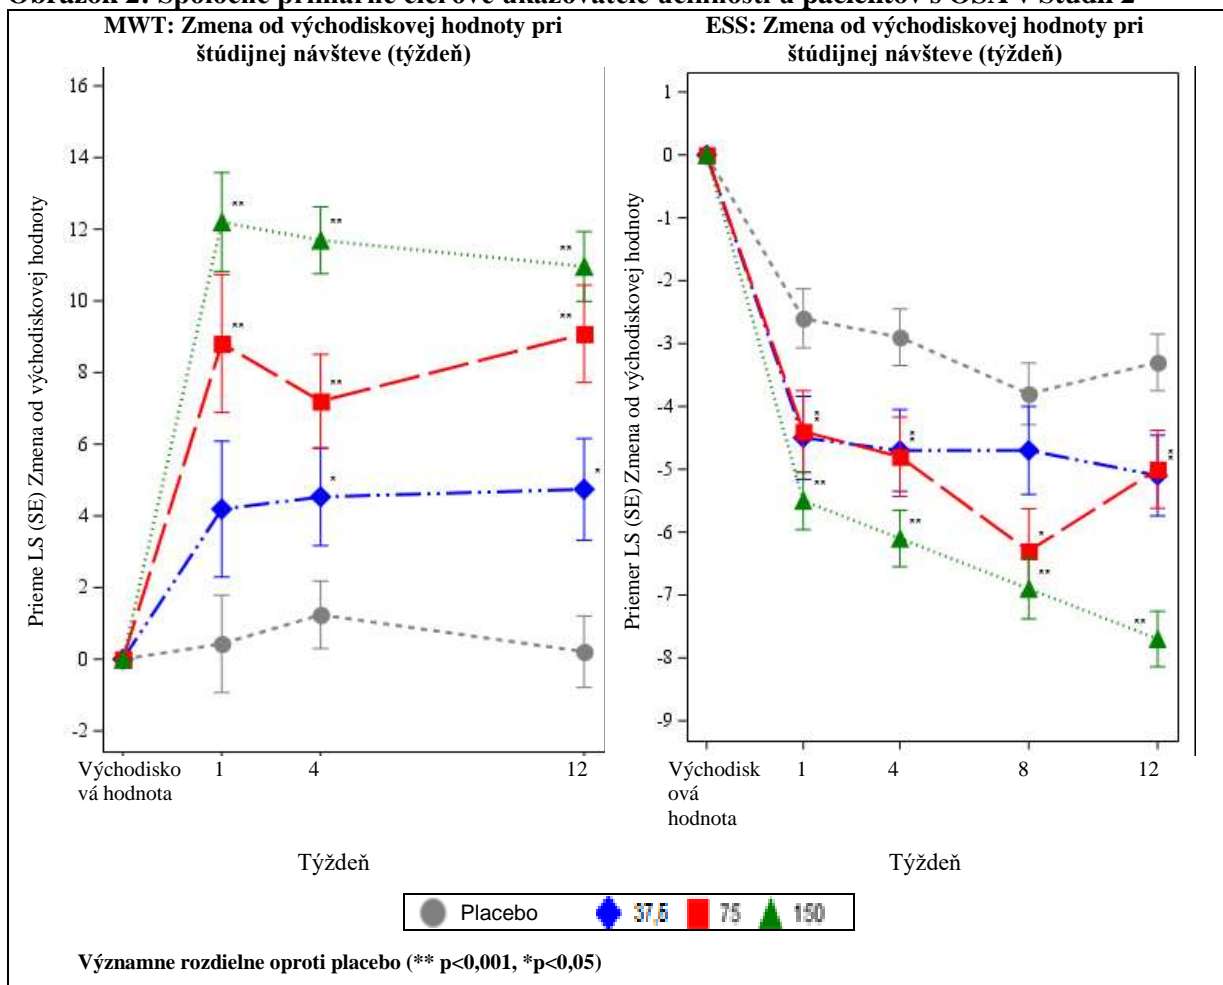 MWT: Zmena od východiskovej hodnoty pri
štúdijnej návšteve (týždeň)
Prieme LS (SE) Zmena od východiskovej hodnoty
16
14
12
10
8
6
4
2
0
-2
** ** **
** ** **
* *
Východisko
vá hodnota
1 4 12
Týždeň
ESS: Zmena od východiskovej hodnoty pri
štúdijnej návšteve (týždeň)
Priemer LS (SE) Zmena od východiskovej hodnoty
1
0
-1
-2
-3
-4
-5
-6
-7
-8
-9
** ** * **
** ** ** **
Východisk
ová
hodnota
1 4 8 12
Týždeň
Placebo 37,5 75 150
Významne rozdielne oproti placebo (** p<0,001, *p<0,05)